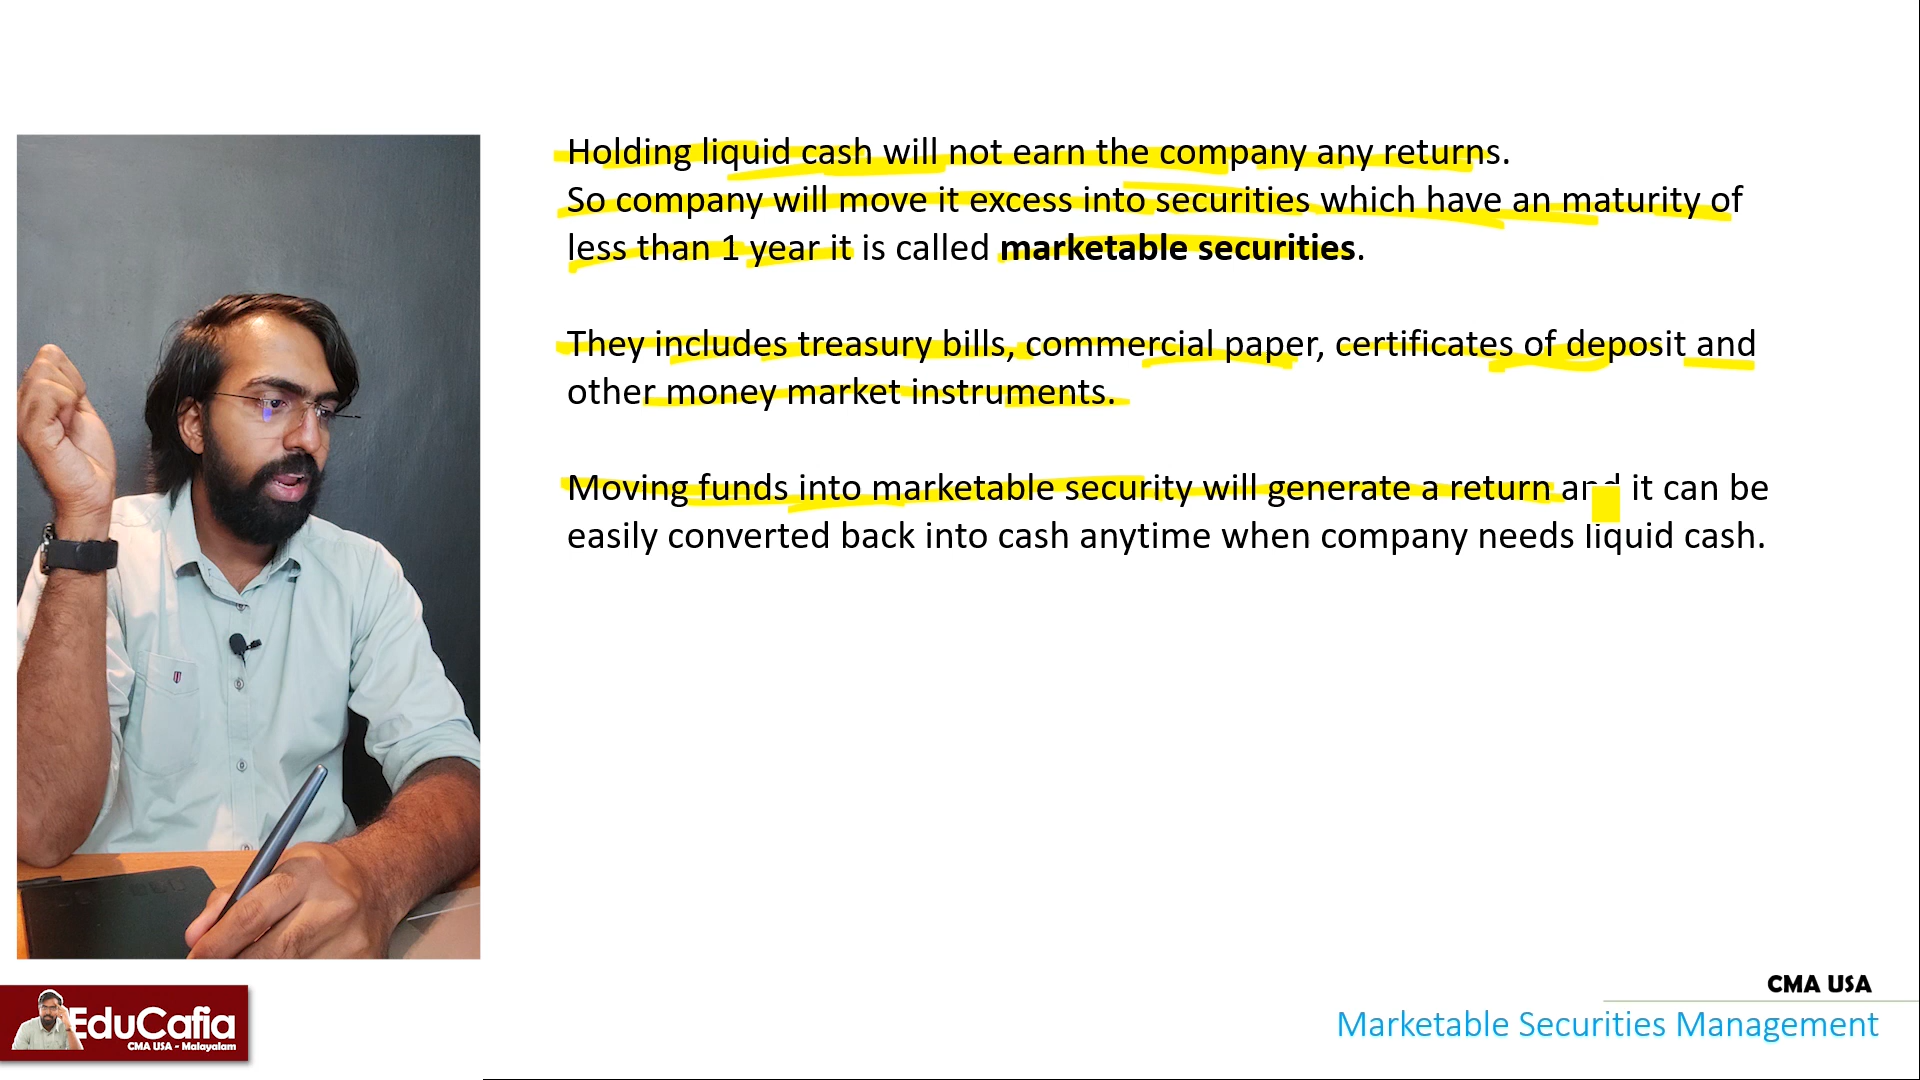 Holding liquid cash will not earn the company any returns.
So company will move it excess into securities which have an maturity of
less than 1 year it is called marketable securities.
They includes treasury bills, commercial paper, certificates of deposit and
other money market instruments.
Moving funds into marketable security will generate a return and it can be
easily converted back into cash anytime when company needs liquid cash.
CMA USA
Marketable Securities Management
EduCafia
CMA USA - Malayalam